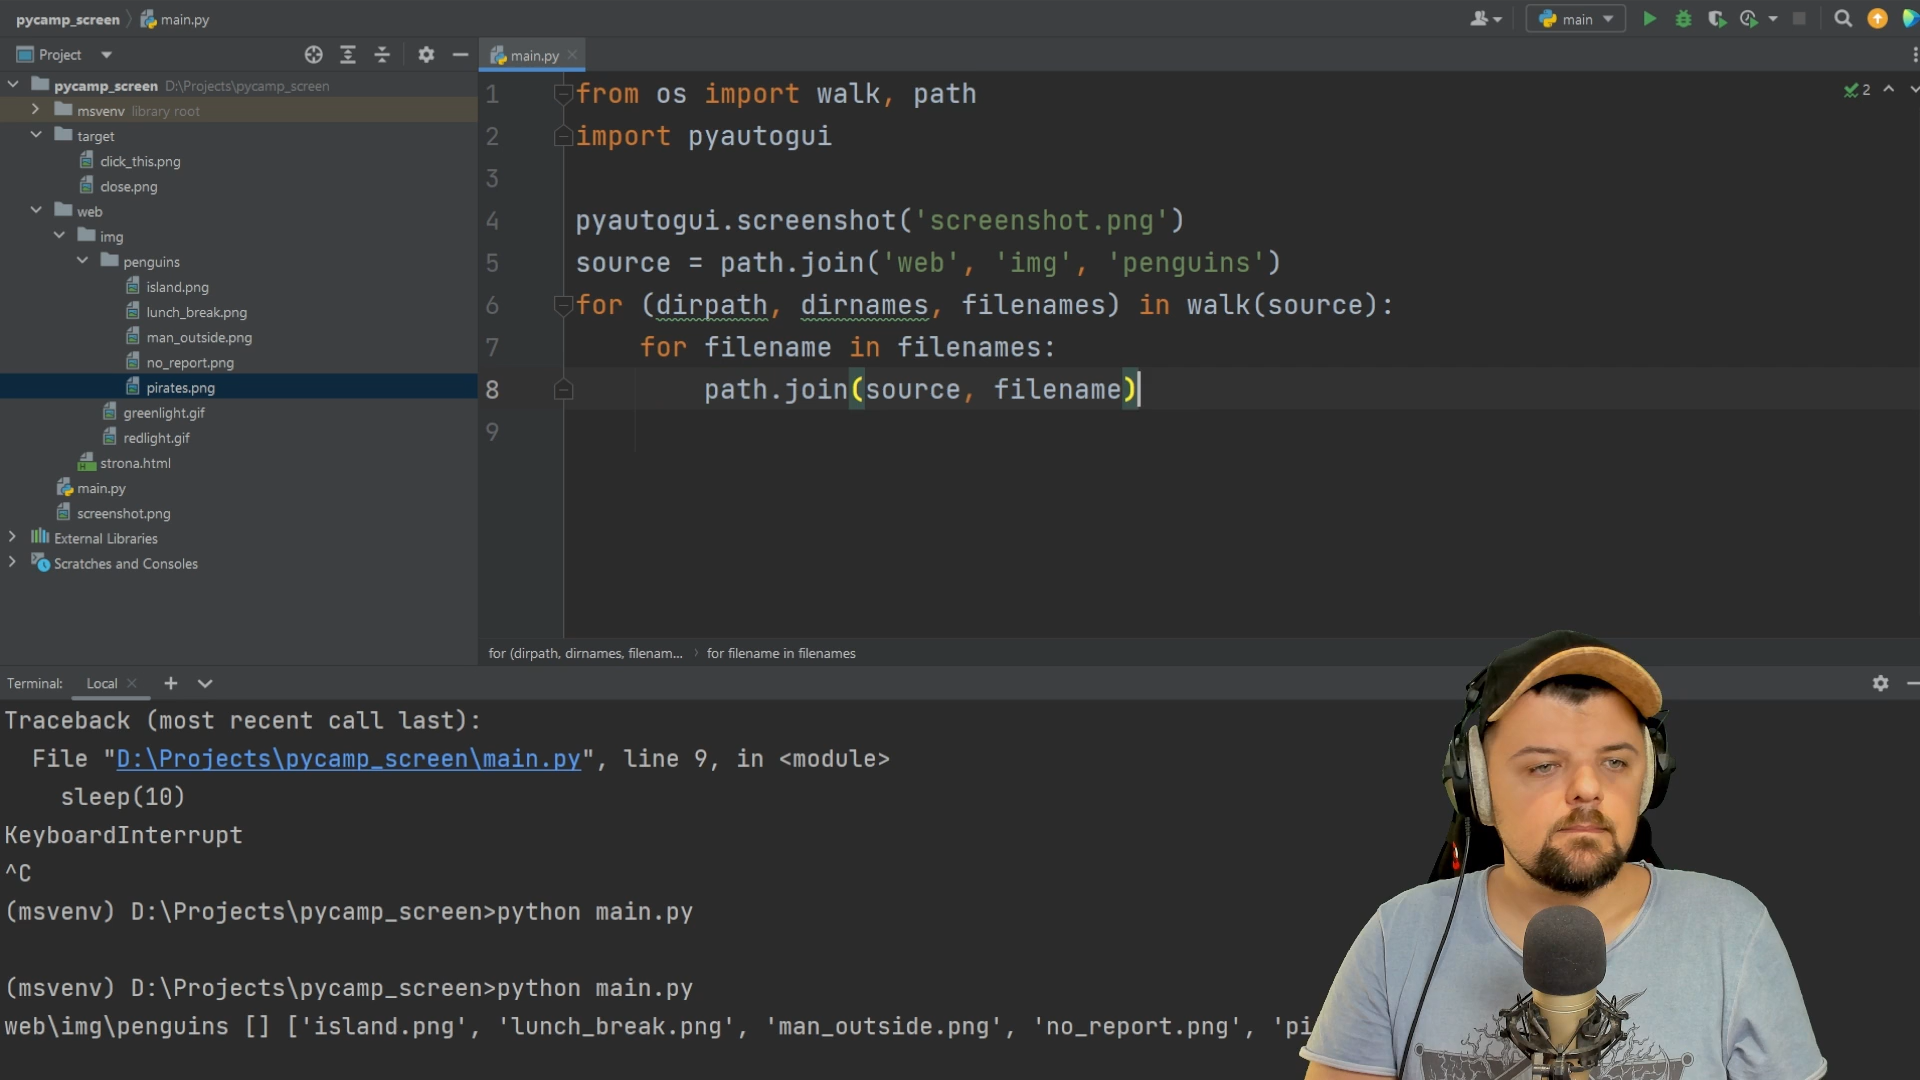 pycamp_screen
main.py
main
Project
main.py
pycamp_screen D:\Projects\pycamp_screen
msvenv library root
target
click_this.png
close.png
web
img
penguins
island.png
lunch_break.png
man_outside.png
no_report.png
pirates.png
greenlight.gif
redlight.gif
strona.html
main.py
screenshot.png
External Libraries
Scratches and Consoles
2
1 from os import walk, path
2 import pyautogui
3
4 pyautogui.screenshot('screenshot.png')
5 source = path.join('web', 'img', 'penguins')
6 for (dirpath, dirnames, filenames) in walk(source):
7 for filename in filenames:
8 path.join(source, filename)
9
for (dirpath, dirnames, filenam... › for filename in filenames
Terminal: Local
Traceback (most recent call last):
File "D:\Projects\pycamp_screen\main.py", line 9, in <module>
sleep(10)
KeyboardInterrupt
^C
(msvenv) D:\Projects\pycamp_screen>python main.py
(msvenv) D:\Projects\pycamp_screen>python main.py
web\img\penguins [] ['island.png', 'lunch_break.png', 'man_outside.png', 'no_report.png', 'pi